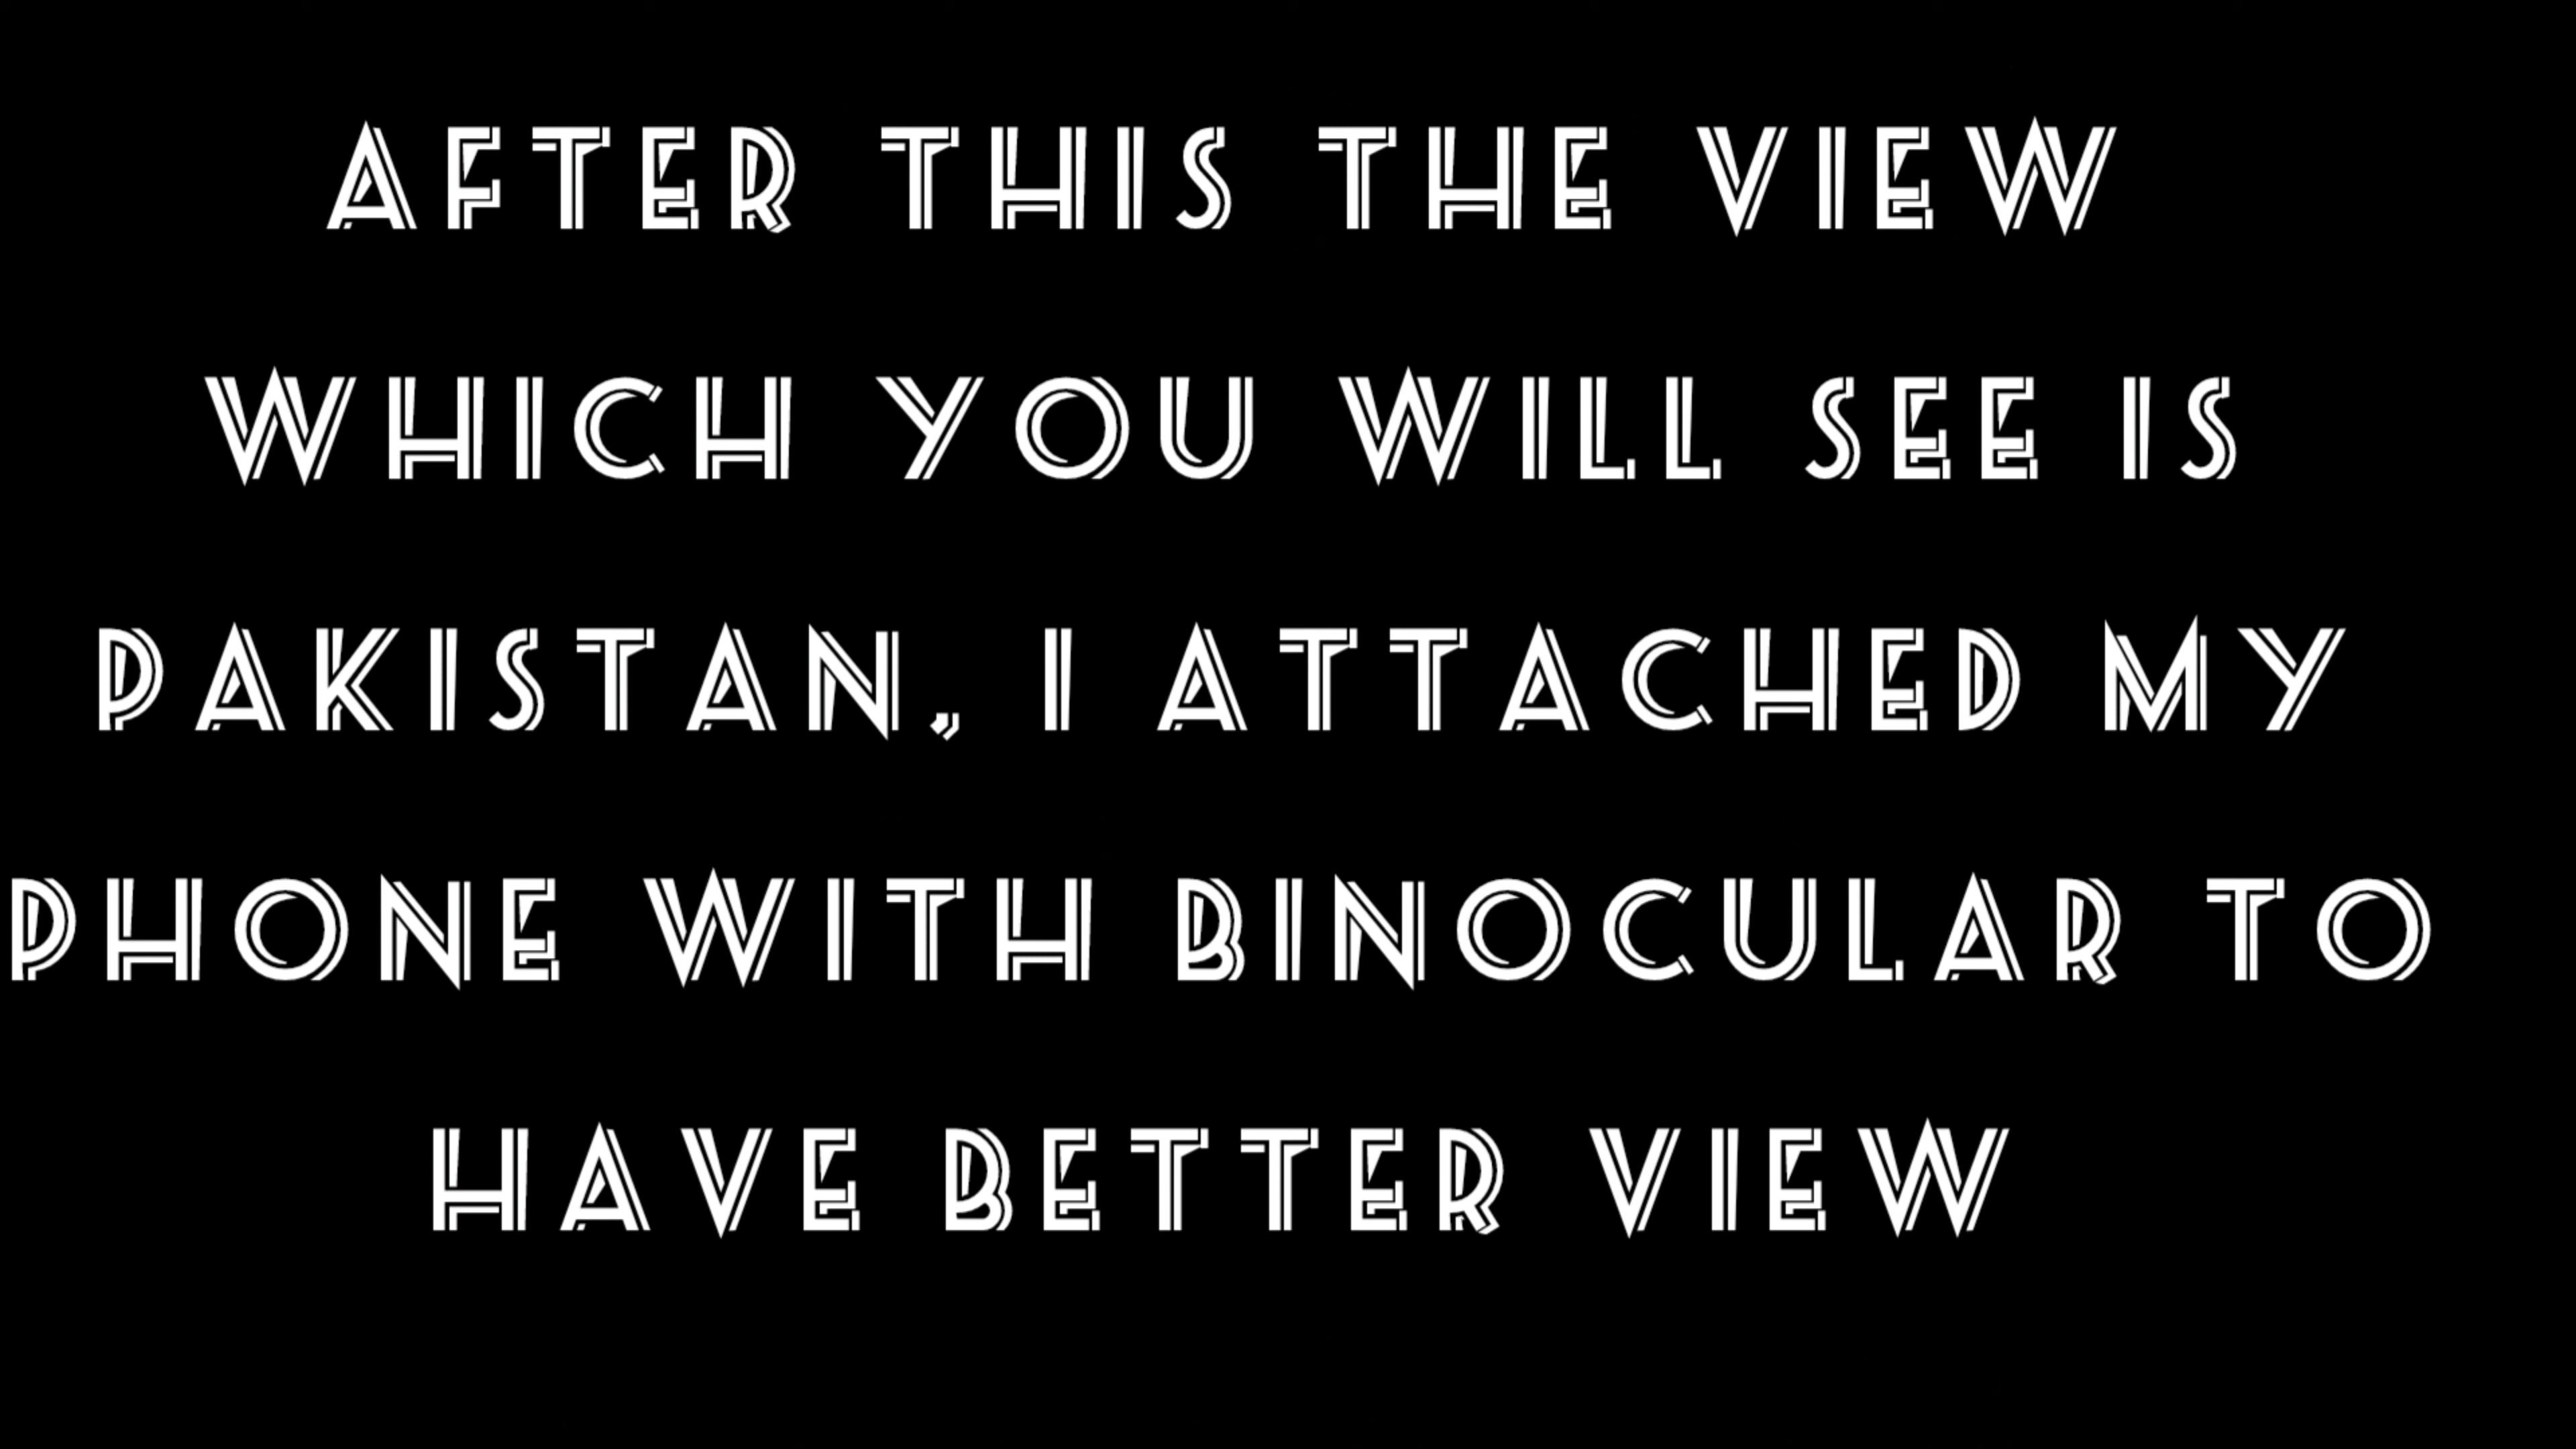 AFTER THIS THE VIEW
WHICH YOU WILL SEE IS
PAKISTAN, I ATTACHED MY
PHONE WITH BINOCULAR TO
HAVE BETTER VIEW